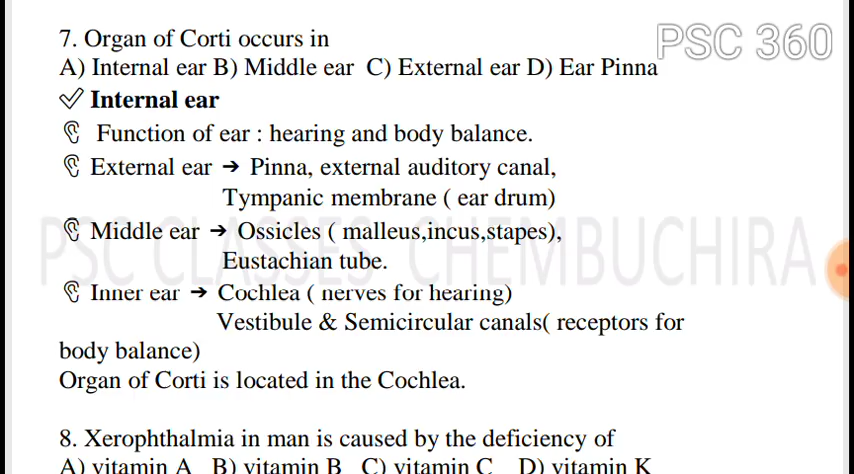 PSC 360
7. Organ of Corti occurs in
A) Internal ear B) Middle ear C) External ear D) Ear Pinna
Internal ear
Function of ear : hearing and body balance.
External ear ➔ Pinna, external auditory canal,
Tympanic membrane ( ear drum)
Middle ear ➔ Ossicles ( malleus,incus,stapes),
Eustachian tube.
PSC CLASSES CHEMBUCHIRA
Inner ear ➔ Cochlea ( nerves for hearing)
Vestibule & Semicircular canals( receptors for
body balance)
Organ of Corti is located in the Cochlea.
8. Xerophthalmia in man is caused by the deficiency of
A) vitamin A B) vitamin B C) vitamin C D) vitamin K